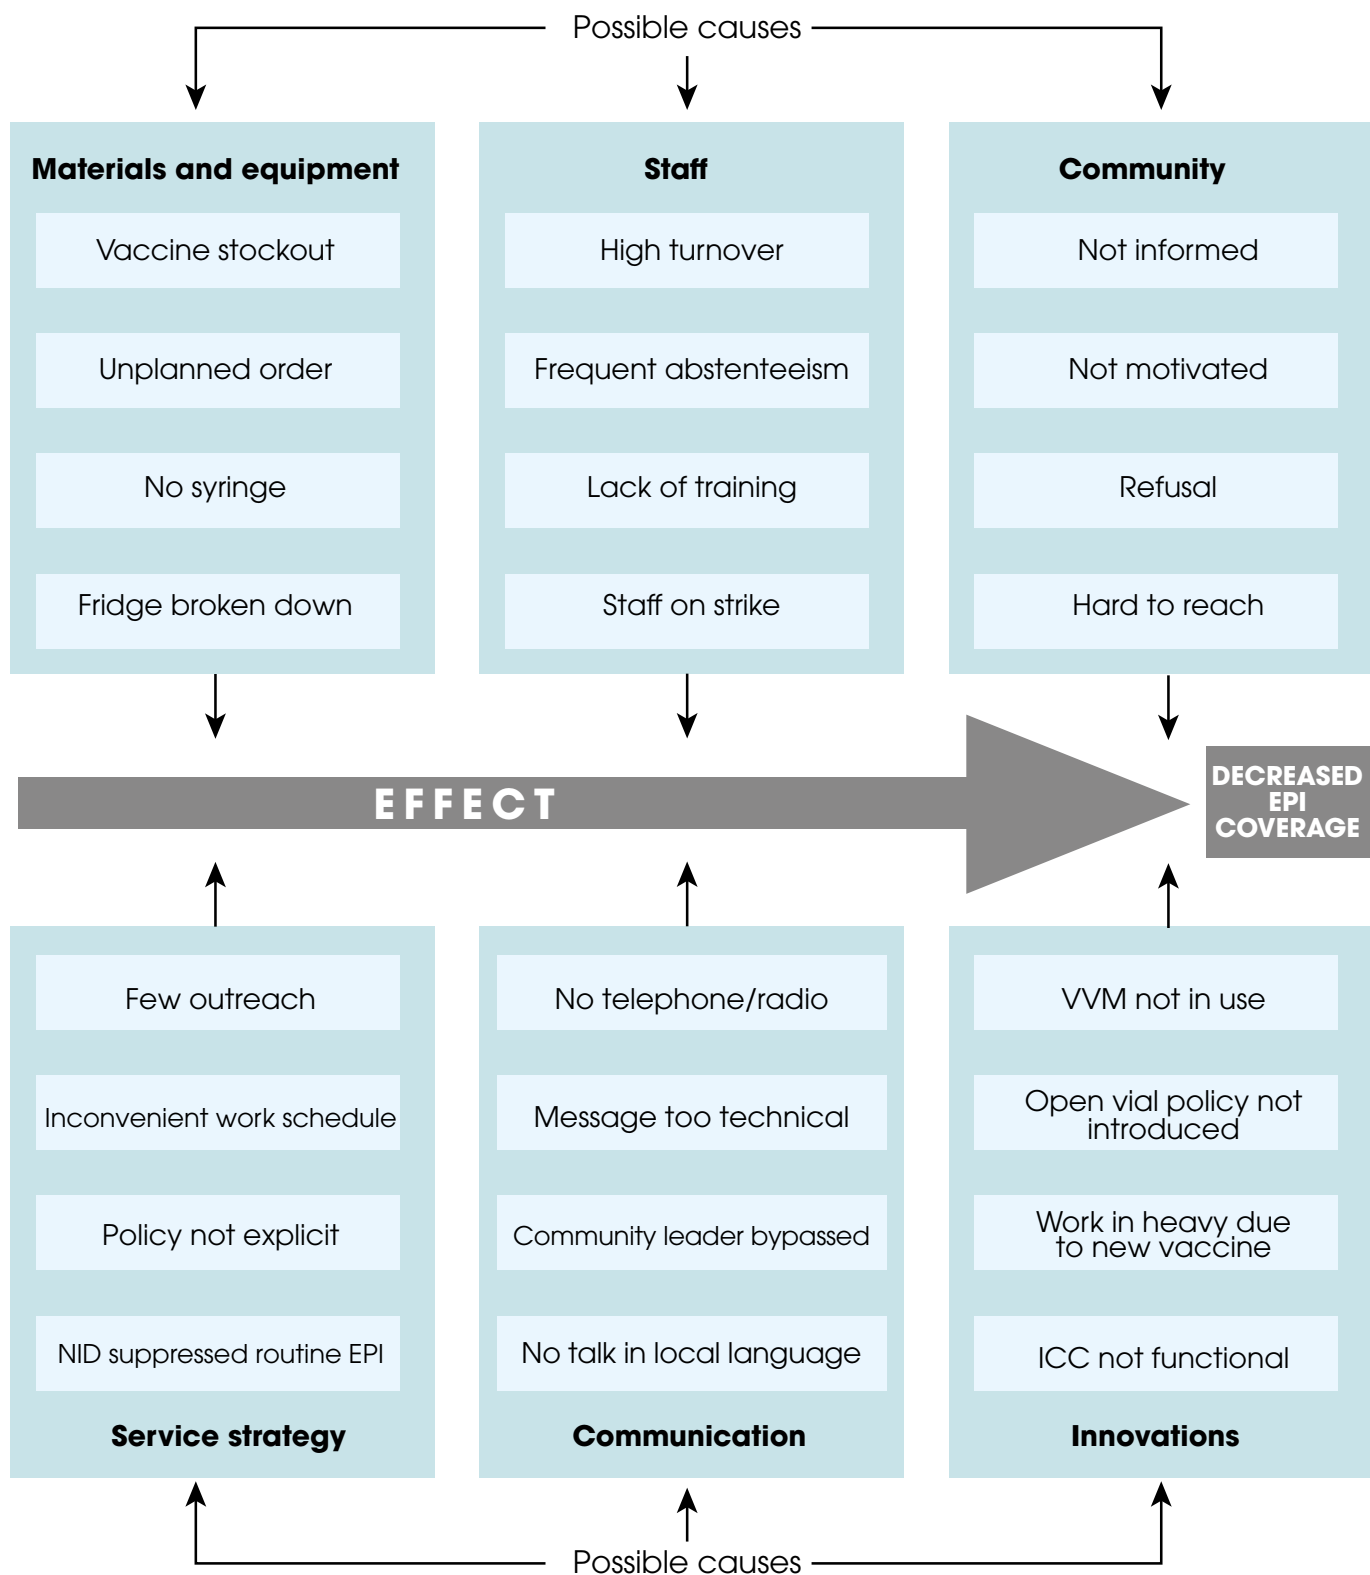 Possible causes
Materials and equipment
Vaccine stockout
Unplanned order
No syringe
Fridge broken down
Staff
High turnover
Frequent abstenteeism
Lack of training
Staff on strike
Community
Not informed
Not motivated
Refusal
Hard to reach
EFFECT
DECREASED
EPI
COVERAGE
Few outreach
Inconvenient work schedule
Policy not explicit
NID suppressed routine EPI
Service strategy
No telephone/radio
Message too technical
Community leader bypassed
No talk in local language
Communication
VVM not in use
Open vial policy not
introduced
Work in heavy due
to new vaccine
ICC not functional
Innovations
Possible causes